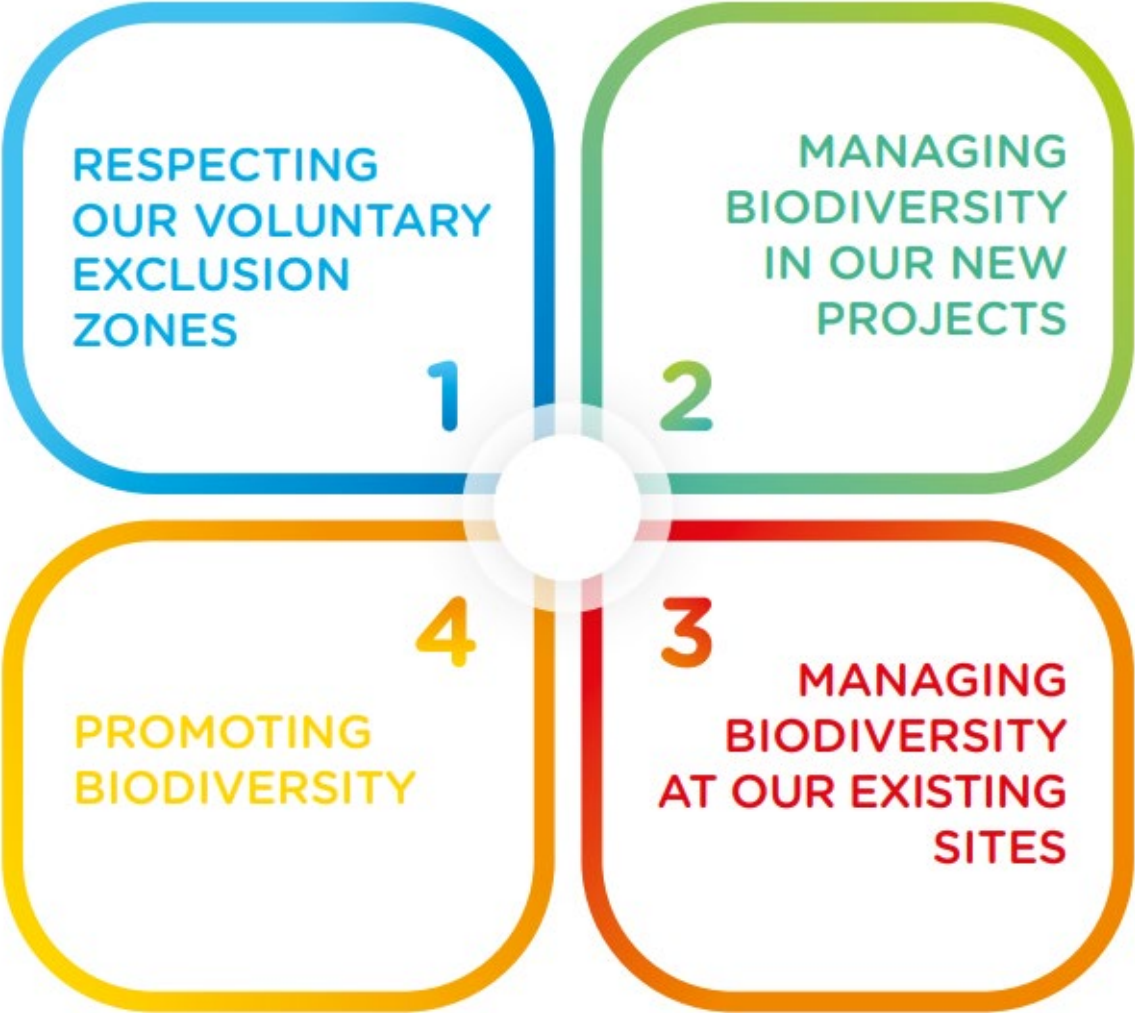 RESPECTING
OUR VOLUNTARY
EXCLUSION
ZONES
1
MANAGING
BIODIVERSITY
IN OUR NEW
PROJECTS
2
3
MANAGING
BIODIVERSITY
AT OUR EXISTING
SITES
4
PROMOTING
BIODIVERSITY